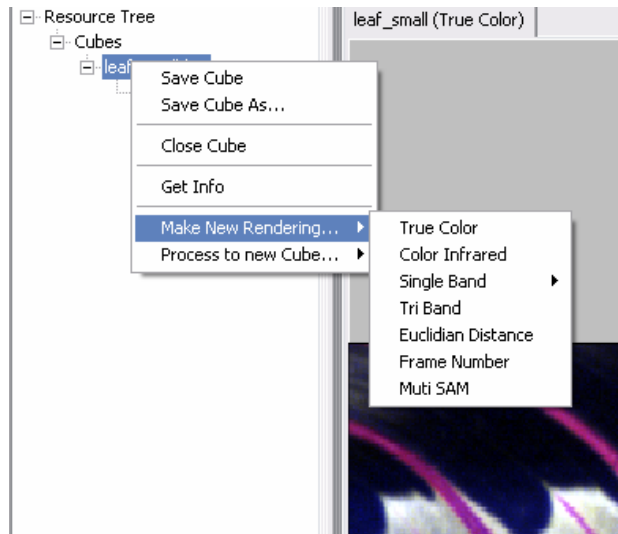 Resource Tree
leaf_small (True Color)
Cubes
Save Cube
Save Cube As...
Close Cube
Get Info
Make New Rendering...
Process to new Cube...
True Color
Color Infrared
Single Band
Tri Band
Euclidian Distance
Frame Number
Muti SAM